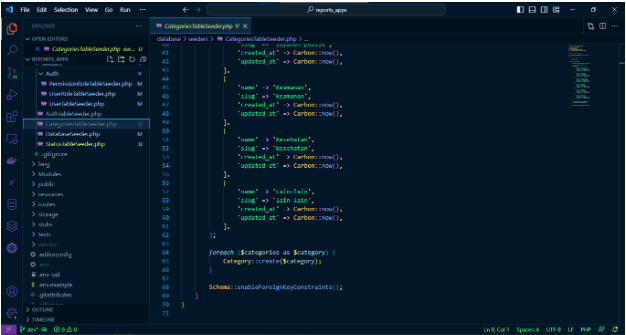 File Edit Selection View Go Run ···
reports_apps
EXPLORER
OPEN EDITORS
CategoriesTableSeeder.php U
REPORTS_APPS
Auth
PermissionRoleTableSeeder.php M
UserRoleTableSeeder.php M
UserTableSeeder.php M
AuthTableSeeder.php
CategoriesTableSeeder.php U
DatabaseSeeder.php M
StatusTableSeeder.php U
.gitignore
lang
Modules
public
resources
routes
storage
stubs
tests
vendor
.editorconfig
.env
.env-sail
.env.example
.gitattributes
OUTLINE
TIMELINE
CategoriesTableSeeder.php U
database > seeders > CategoriesTableSeeder.php > ...
41 "created_at" => Carbon::now(),
42 "updated_at" => Carbon::now(),
43 ],
44 [
45 "name" => "Keamanan",
46 "slug" => "keamanan",
47 "created_at" => Carbon::now(),
48 "updated_at" => Carbon::now(),
49 ],
50 [
51 "name" => "Kesehatan",
52 "slug" => "kesehatan",
53 "created_at" => Carbon::now(),
54 "updated_at" => Carbon::now(),
55 ],
56 [
57 "name" => "Lain-lain",
58 "slug" => "lain-lain",
59 "created_at" => Carbon::now(),
60 "updated_at" => Carbon::now(),
61 ],
62 ];
63
64 foreach ($categories as $category) {
65 Category::create($category);
66 }
67
68 Schema::enableForeignKeyConstraints();
69 }
70 }
71
dev* 0 0
Ln 8, Col 1 Spaces: 4 UTF-8 LF PHP